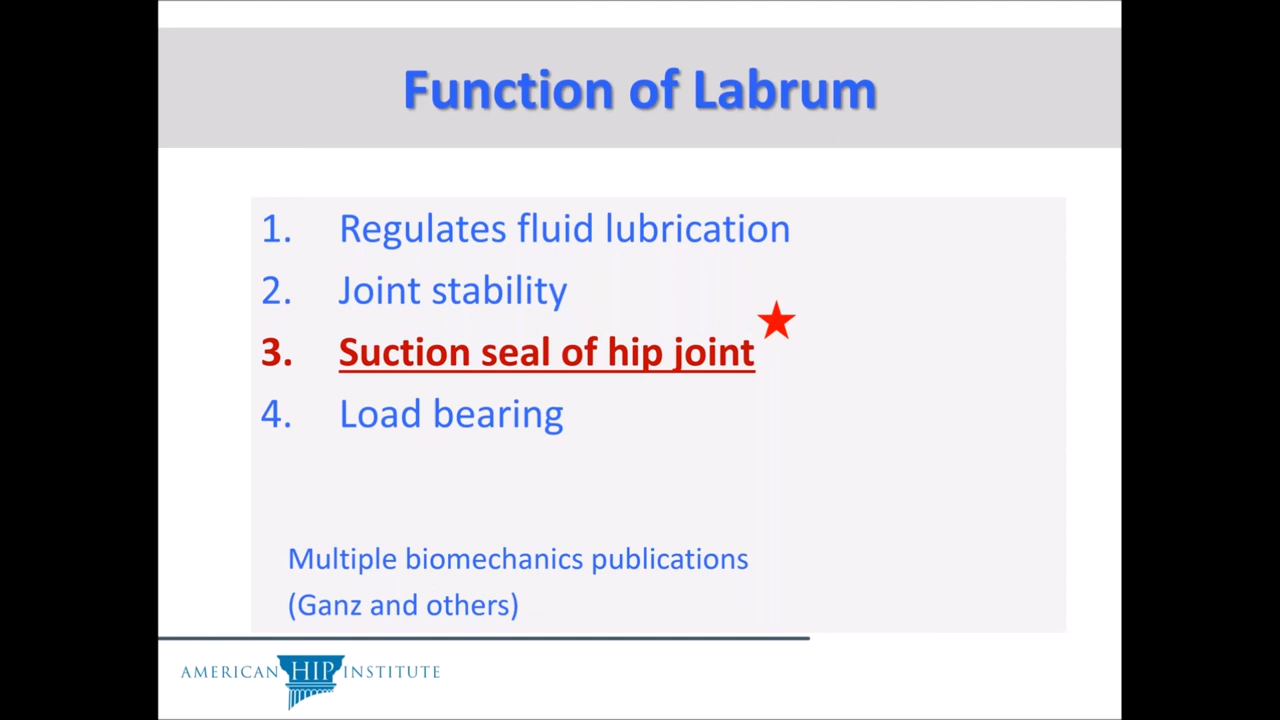 Function of Labrum
1. Regulates fluid lubrication
2. Joint stability
3. Suction seal of hip joint
4. Load bearing
Multiple biomechanics publications
(Ganz and others)
AMERICAN HIP INSTITUTE